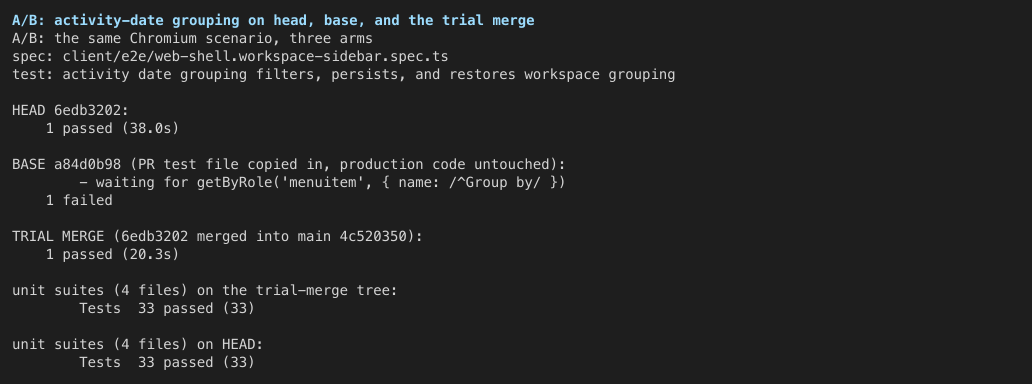 A/B: activity-date grouping on head, base, and the trial merge
A/B: the same Chromium scenario, three arms
spec: client/e2e/web-shell.workspace-sidebar.spec.ts
test: activity date grouping filters, persists, and restores workspace grouping

HEAD 6edb3202:
    1 passed (38.0s)

BASE a84d0b98 (PR test file copied in, production code untouched):
        - waiting for getByRole('menuitem', { name: /^Group by/ })
    1 failed

TRIAL MERGE (6edb3202 merged into main 4c520350):
    1 passed (20.3s)

unit suites (4 files) on the trial-merge tree:
        Tests  33 passed (33)

unit suites (4 files) on HEAD:
        Tests  33 passed (33)